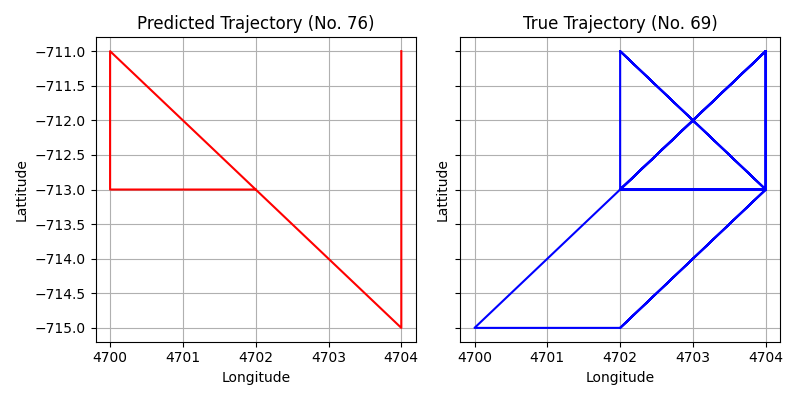 Predicted Trajectory (No. 76)
Lattitude
−711.0
−711.5
−712.0
−712.5
−713.0
−713.5
−714.0
−714.5
−715.0
4700 4701 4702 4703 4704
Longitude
True Trajectory (No. 69)
Lattitude
4700 4701 4702 4703 4704
Longitude